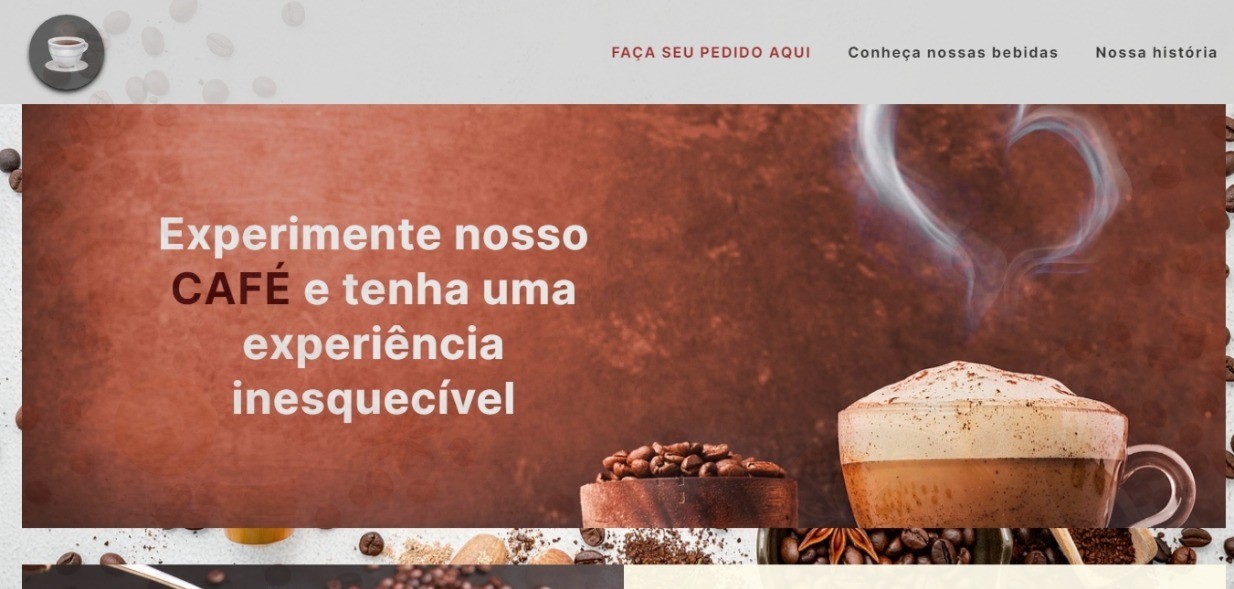 FAÇA SEU PEDIDO AQUI Conheça nossas bebidas Nossa história
Experimente nosso
CAFÉ e tenha uma
experiência
inesquecível